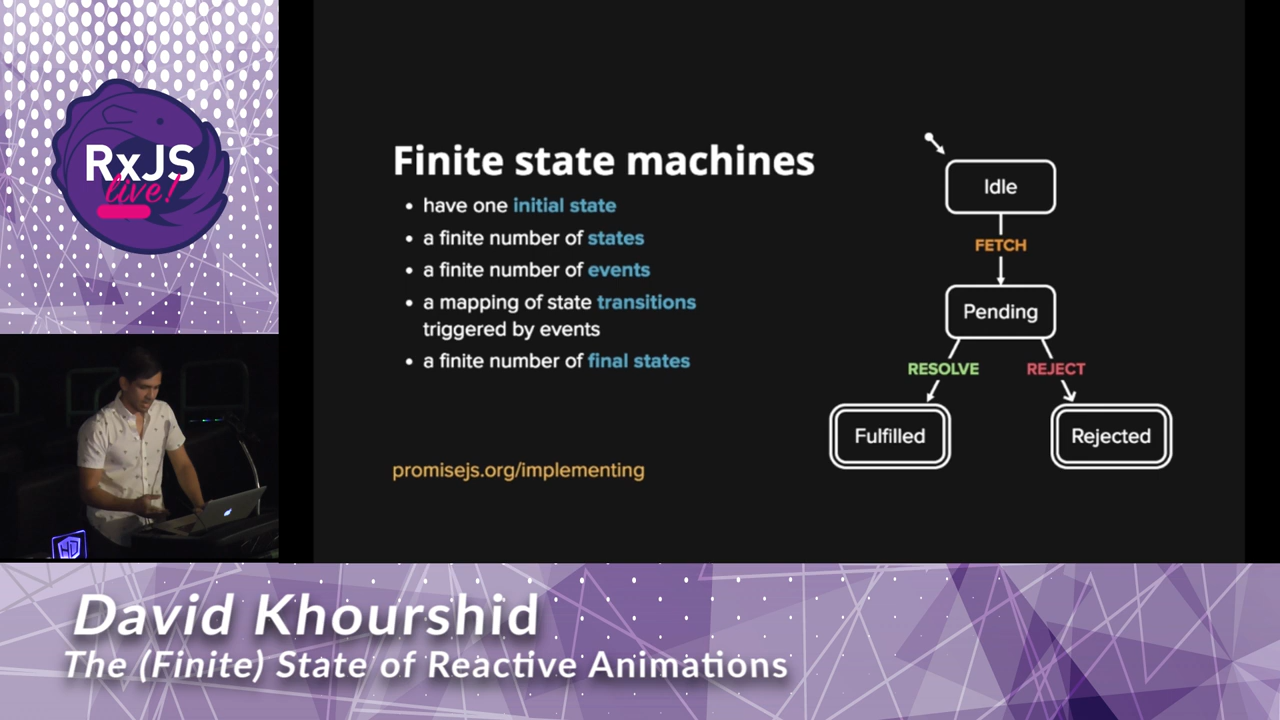 RxJS
live!
Finite state machines
• have one initial state
• a finite number of states
• a finite number of events
• a mapping of state transitions
triggered by events
• a finite number of final states
promisejs.org/implementing
Idle
FETCH
Pending
RESOLVE
REJECT
Fulfilled
Rejected
HD
David Khourshid
The (Finite) State of Reactive Animations